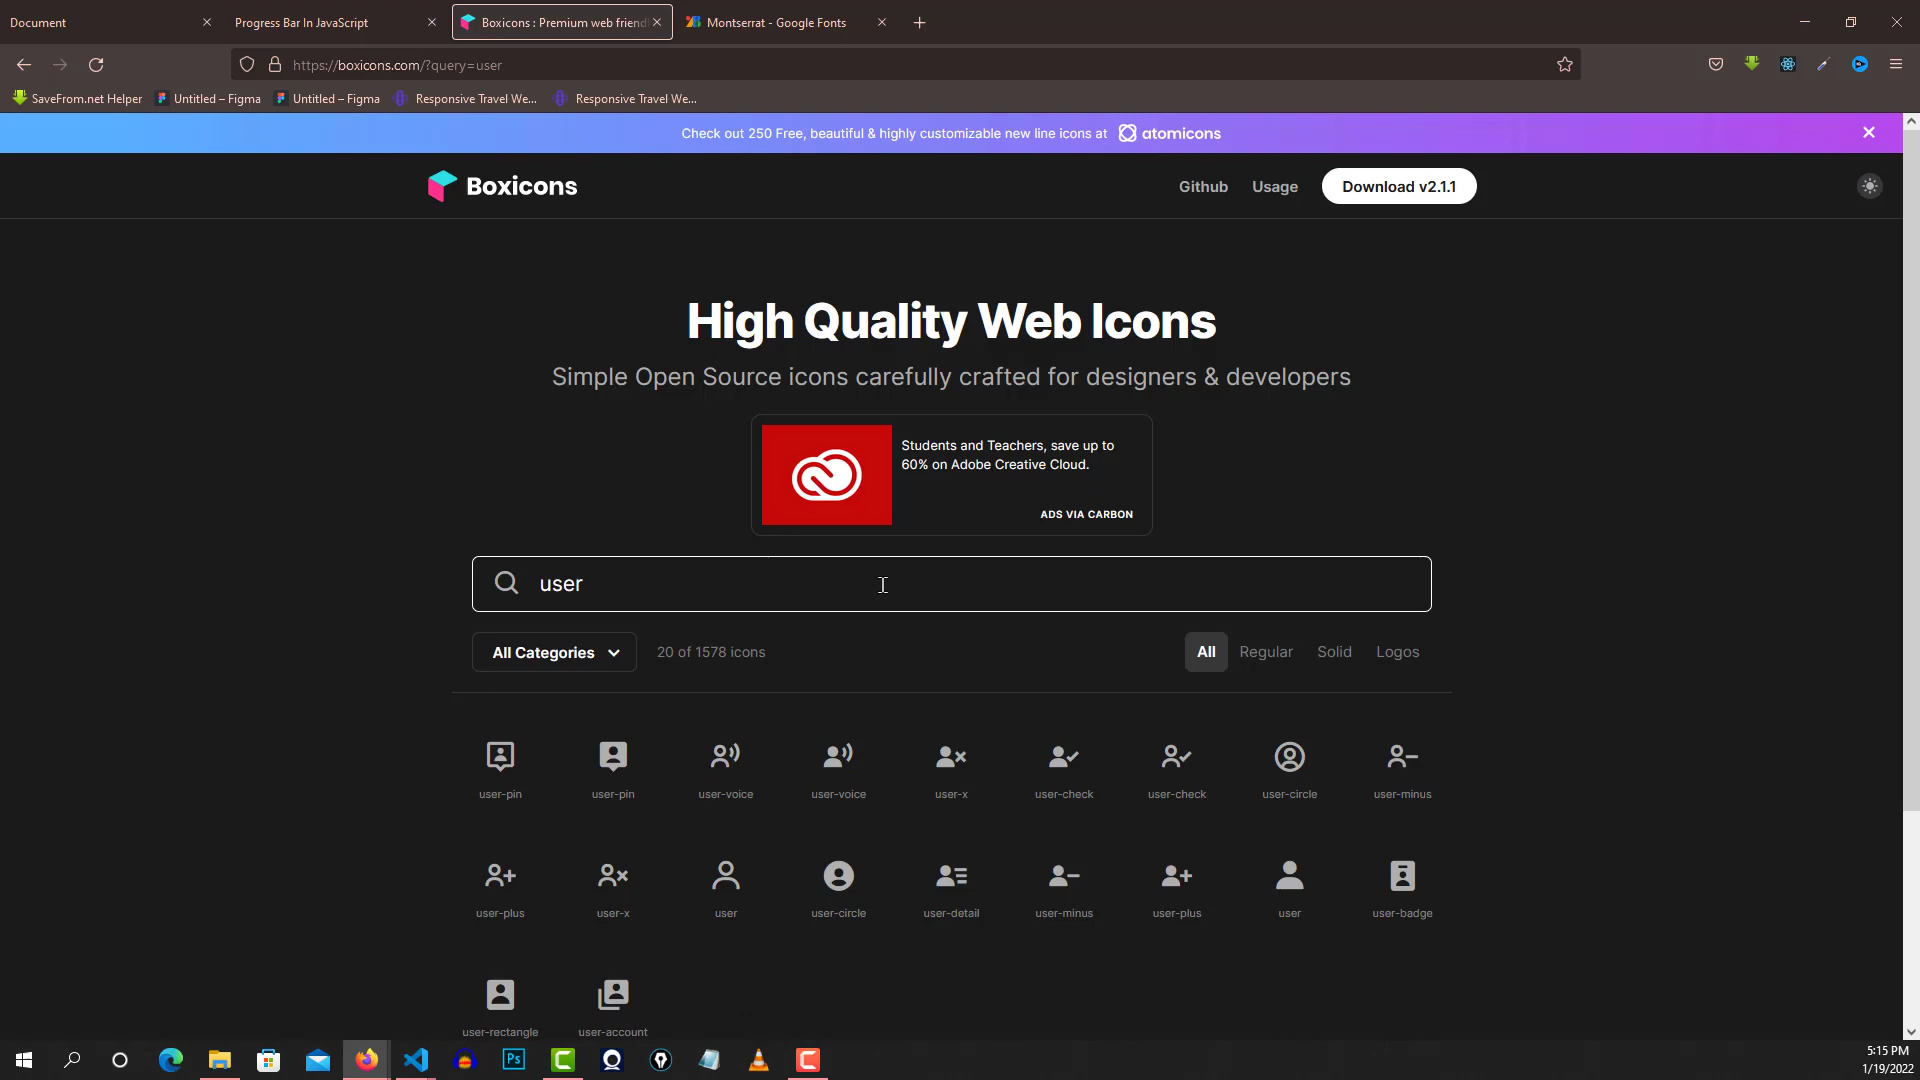 Document
Progress Bar In JavaScript
Boxicons : Premium web friend
Montserrat - Google Fonts
https://boxicons.com/?query=user
SaveFrom.net Helper
Untitled – Figma
Untitled – Figma
Responsive Travel We...
Responsive Travel We...
Check out 250 Free, beautiful & highly customizable new line icons at atomicons
Boxicons
Github
Usage
Download v2.1.1
High Quality Web Icons
Simple Open Source icons carefully crafted for designers & developers
Students and Teachers, save up to
60% on Adobe Creative Cloud.
ADS VIA CARBON
user
All Categories
20 of 1578 icons
All
Regular
Solid
Logos
user-pin
user-pin
user-voice
user-voice
user-x
user-check
user-check
user-circle
user-minus
user-plus
user-x
user
user-circle
user-detail
user-minus
user-plus
user
user-badge
user-rectangle
user-account
Ps
5:15 PM
1/19/2022